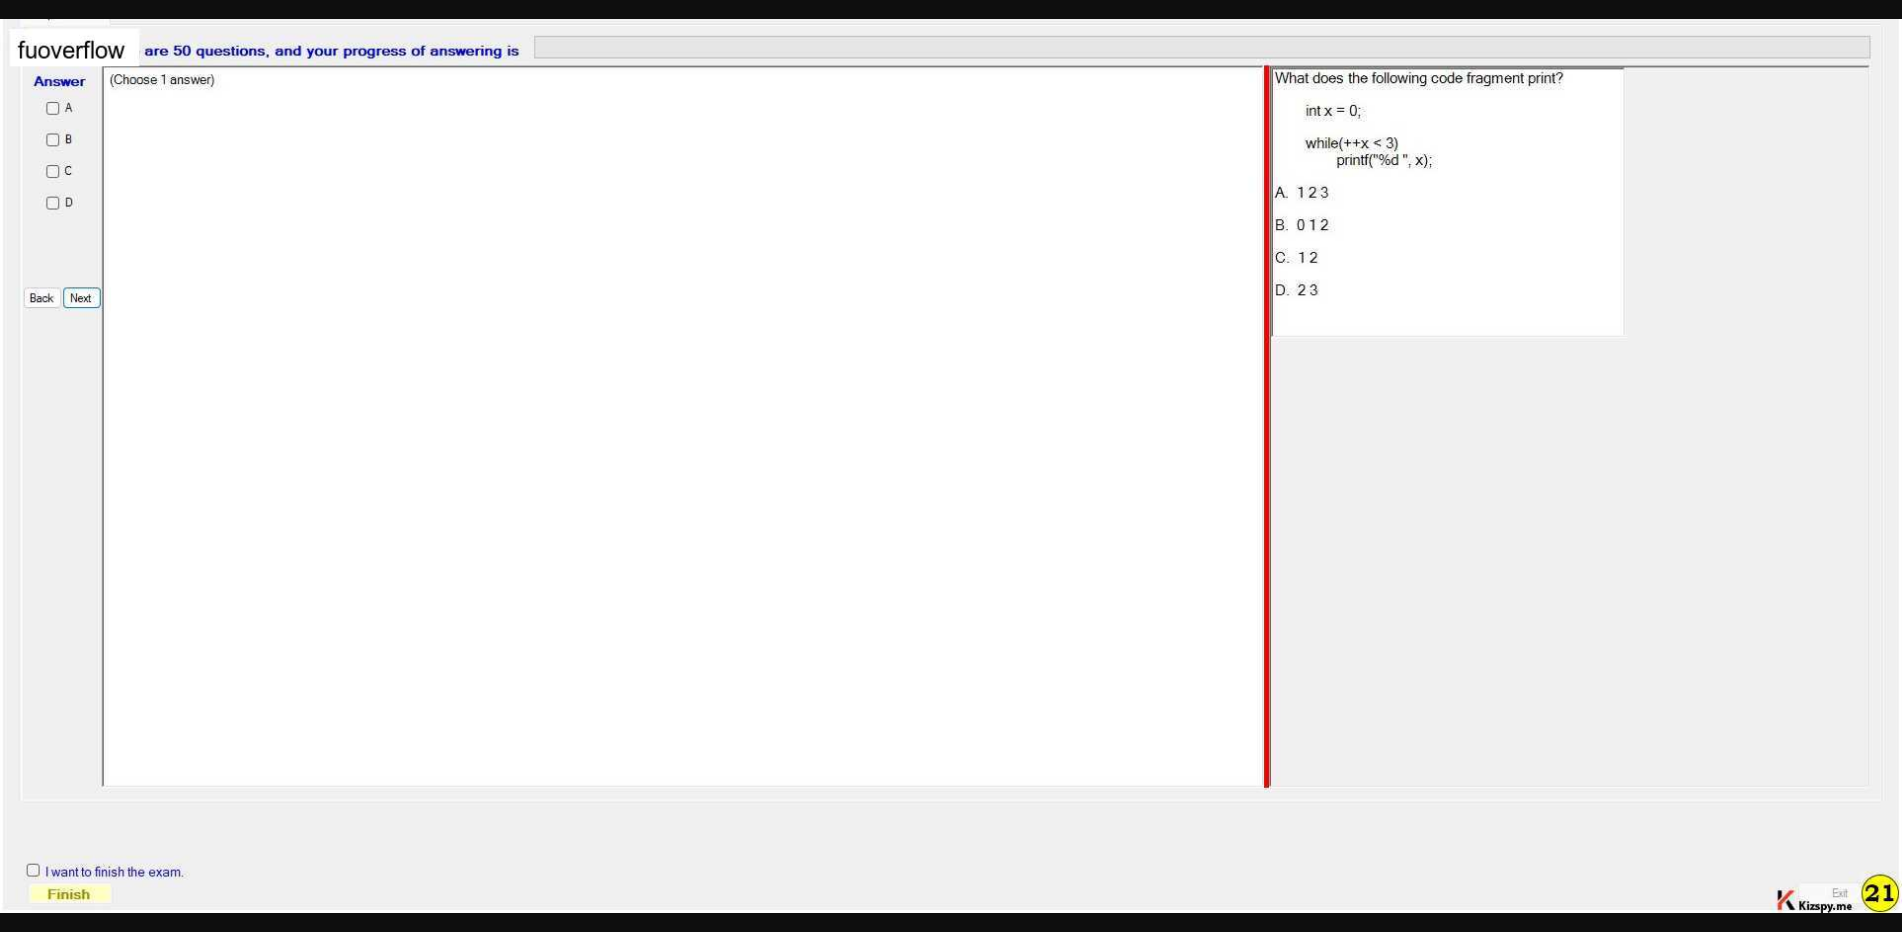 fuoverflow are 50 questions, and your progress of answering is
Answer
A
B
C
D
Back Next
(Choose 1 answer)
What does the following code fragment print?
int x = 0;
while(++x < 3)
printf("%d ", x);
A. 1 2 3
B. 0 1 2
C. 1 2
D. 2 3
I want to finish the exam.
Finish
Exit
Kizspy.me
21